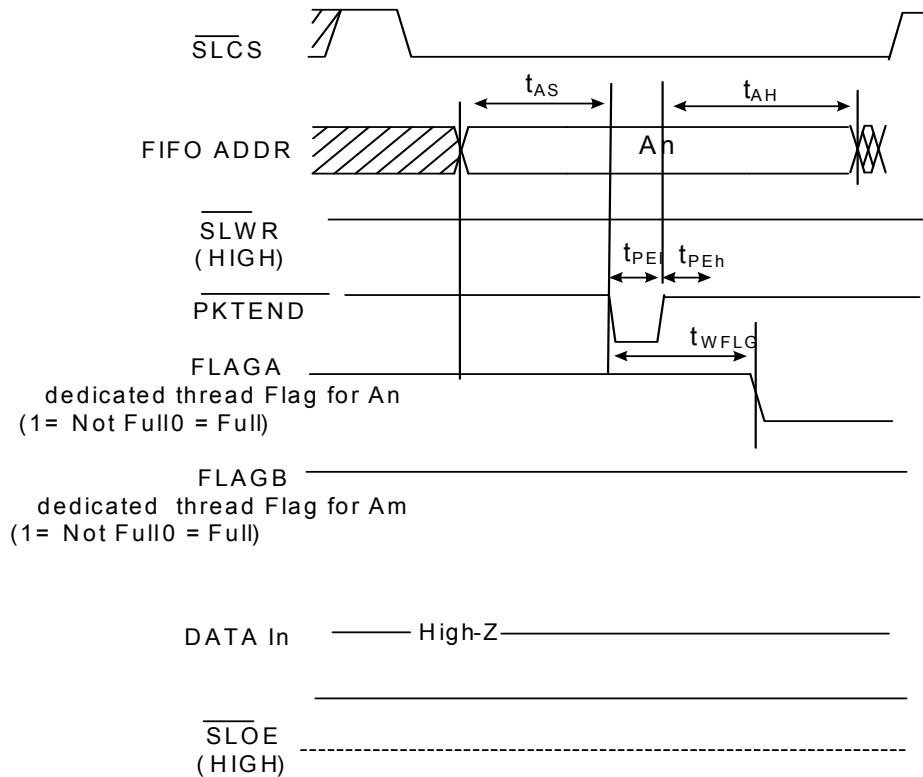 SLCS
tAS
tAH
FIFO ADDR
An
SLWR
(HIGH)
tPEl
tPEh
PKTEND
tWFLG
FLAGA
dedicated thread Flag for An
(1= Not Full0 = Full)
FLAGB
dedicated thread Flag for Am
(1= Not Full0 = Full)
DATA In
High-Z
SLOE
(HIGH)